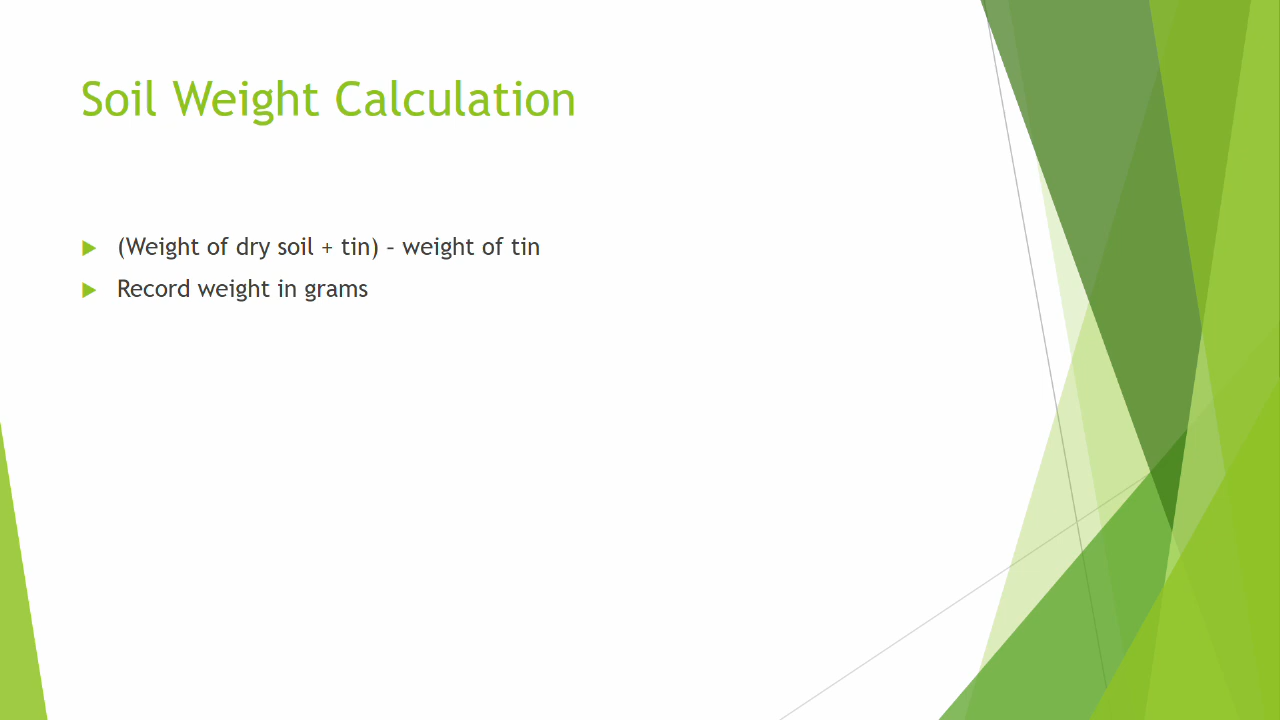 Soil Weight Calculation
(Weight of dry soil + tin) – weight of tin
Record weight in grams